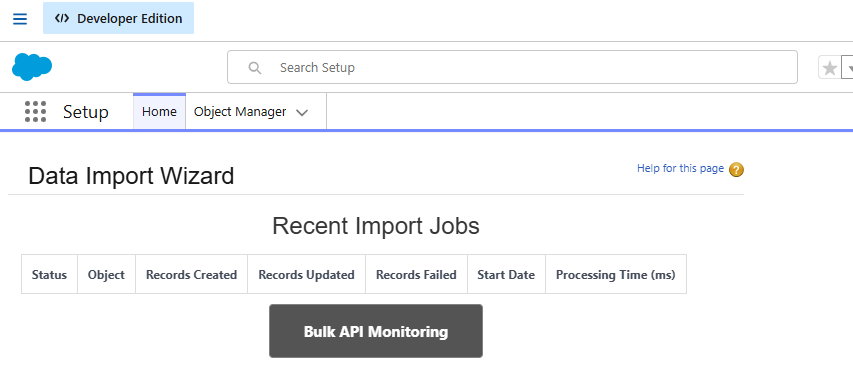 </> Developer Edition
Search Setup
Setup Home Object Manager
Help for this page ?
Data Import Wizard
Recent Import Jobs
Status Object Records Created Records Updated Records Failed Start Date Processing Time (ms)
Bulk API Monitoring